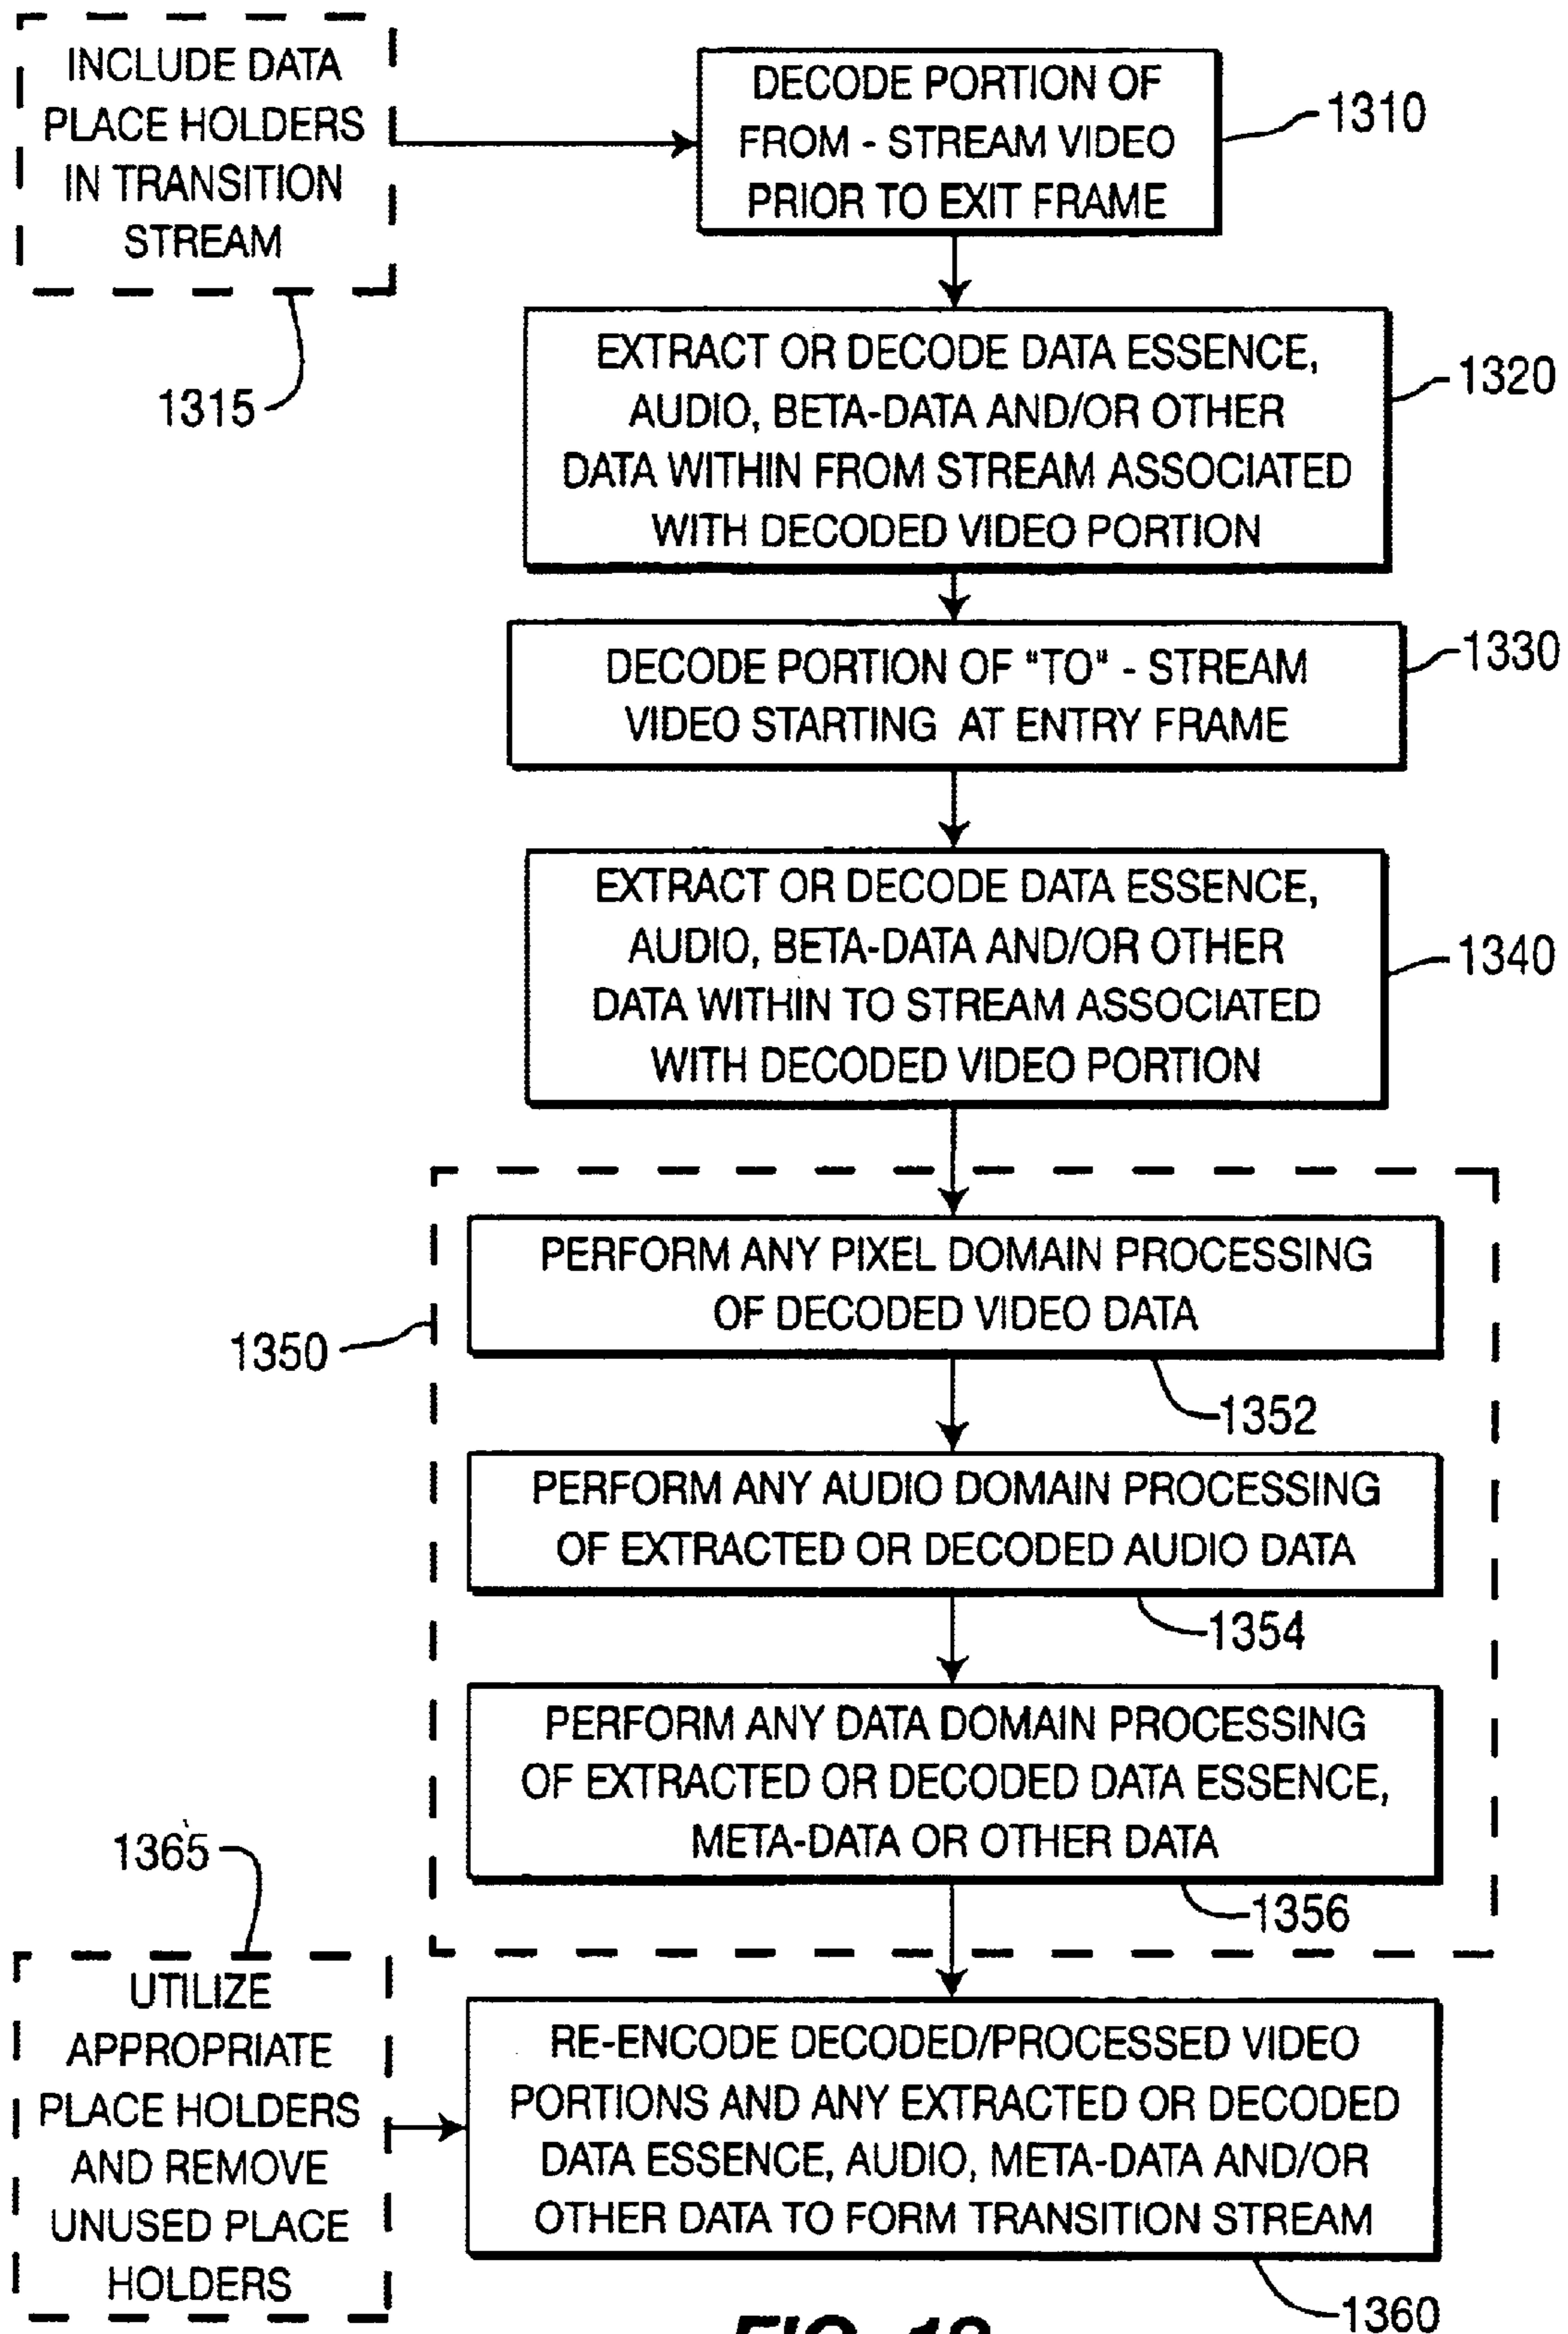 INCLUDE DATA
PLACE HOLDERS
IN TRANSITION
STREAM
1315
DECODE PORTION OF
FROM - STREAM VIDEO
PRIOR TO EXIT FRAME
1310
EXTRACT OR DECODE DATA ESSENCE,
AUDIO, BETA-DATA AND/OR OTHER
DATA WITHIN FROM STREAM ASSOCIATED
WITH DECODED VIDEO PORTION
1320
DECODE PORTION OF "TO" - STREAM
VIDEO STARTING AT ENTRY FRAME
1330
EXTRACT OR DECODE DATA ESSENCE,
AUDIO, BETA-DATA AND/OR OTHER
DATA WITHIN TO STREAM ASSOCIATED
WITH DECODED VIDEO PORTION
1340
1350
PERFORM ANY PIXEL DOMAIN PROCESSING
OF DECODED VIDEO DATA
1352
PERFORM ANY AUDIO DOMAIN PROCESSING
OF EXTRACTED OR DECODED AUDIO DATA
1354
PERFORM ANY DATA DOMAIN PROCESSING
OF EXTRACTED OR DECODED DATA ESSENCE,
META-DATA OR OTHER DATA
1356
1365
UTILIZE
APPROPRIATE
PLACE HOLDERS
AND REMOVE
UNUSED PLACE
HOLDERS
RE-ENCODE DECODED/PROCESSED VIDEO
PORTIONS AND ANY EXTRACTED OR DECODED
DATA ESSENCE, AUDIO, META-DATA AND/OR
OTHER DATA TO FORM TRANSITION STREAM
1360